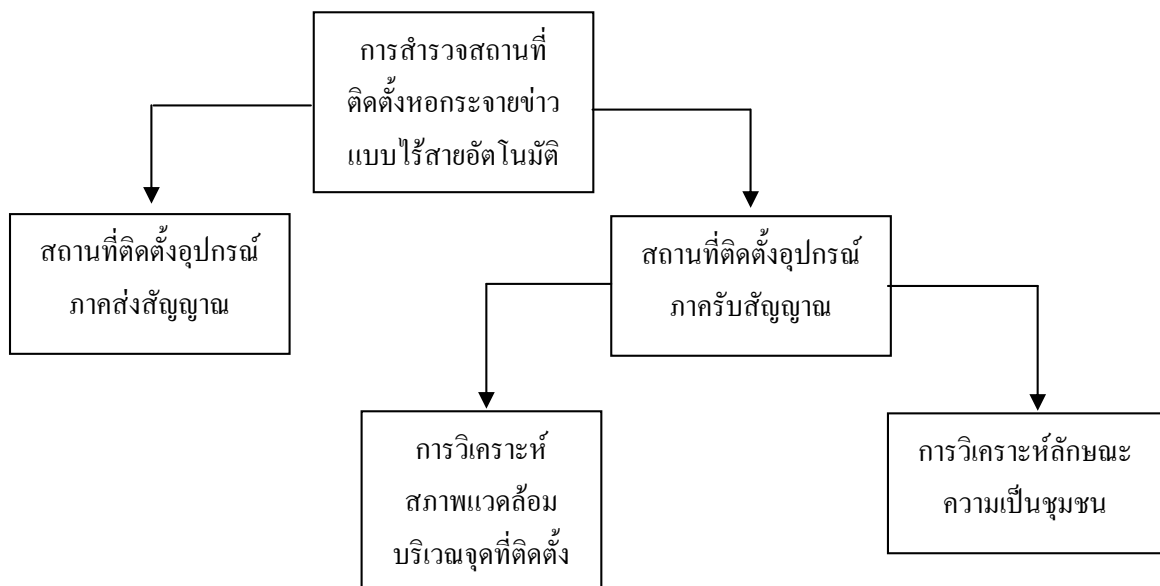 การสำรวจสถานที่
ติดตั้งหอกระจายข่าว
แบบไร้สายอัตโนมัติ
สถานที่ติดตั้งอุปกรณ์
ภาคส่งสัญญาณ
สถานที่ติดตั้งอุปกรณ์
ภาครับสัญญาณ
การวิเคราะห์
สภาพแวดล้อม
บริเวณจุดที่ติดตั้ง
การวิเคราะห์ลักษณะ
ความเป็นชุมชน